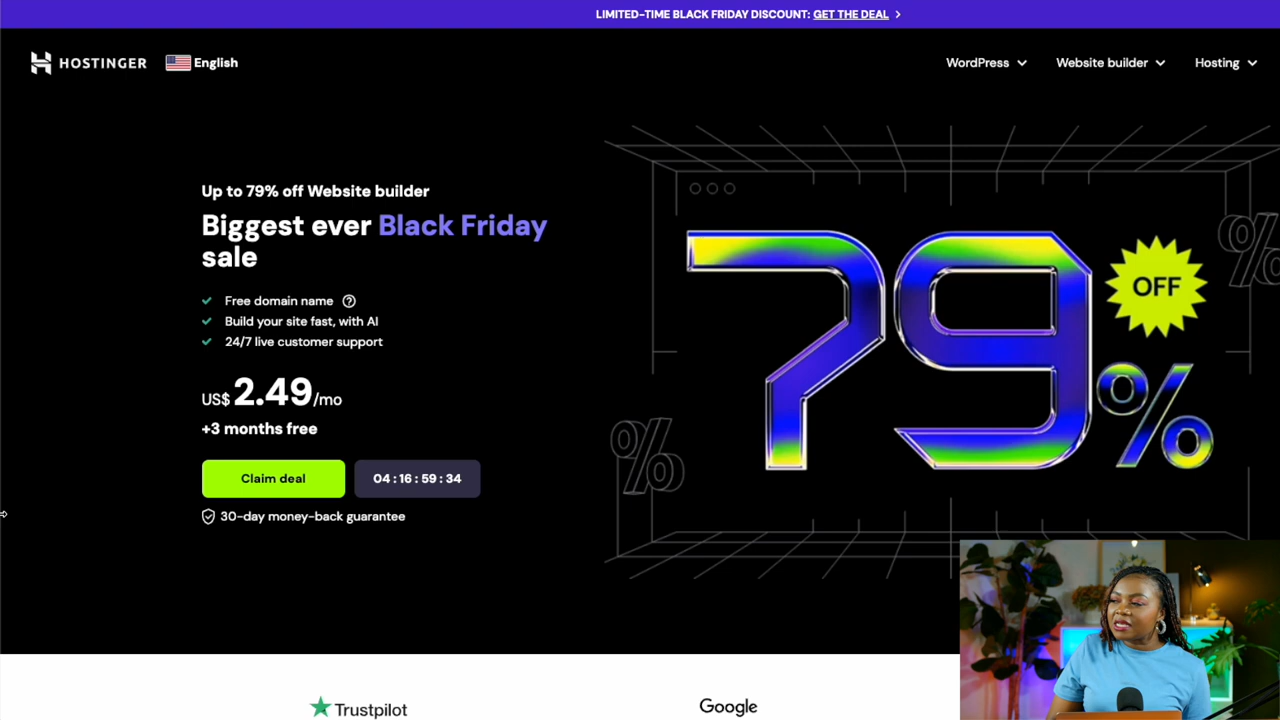 LIMITED-TIME BLACK FRIDAY DISCOUNT: GET THE DEAL
HOSTINGER
English
WordPress
Website builder
Hosting
Up to 79% off Website builder
Biggest ever Black Friday
sale
Free domain name
Build your site fast, with AI
24/7 live customer support
US$ 2.49/mo
+3 months free
Claim deal
04 : 16 : 59 : 34
30-day money-back guarantee
79%
OFF
%
%
Trustpilot
Google